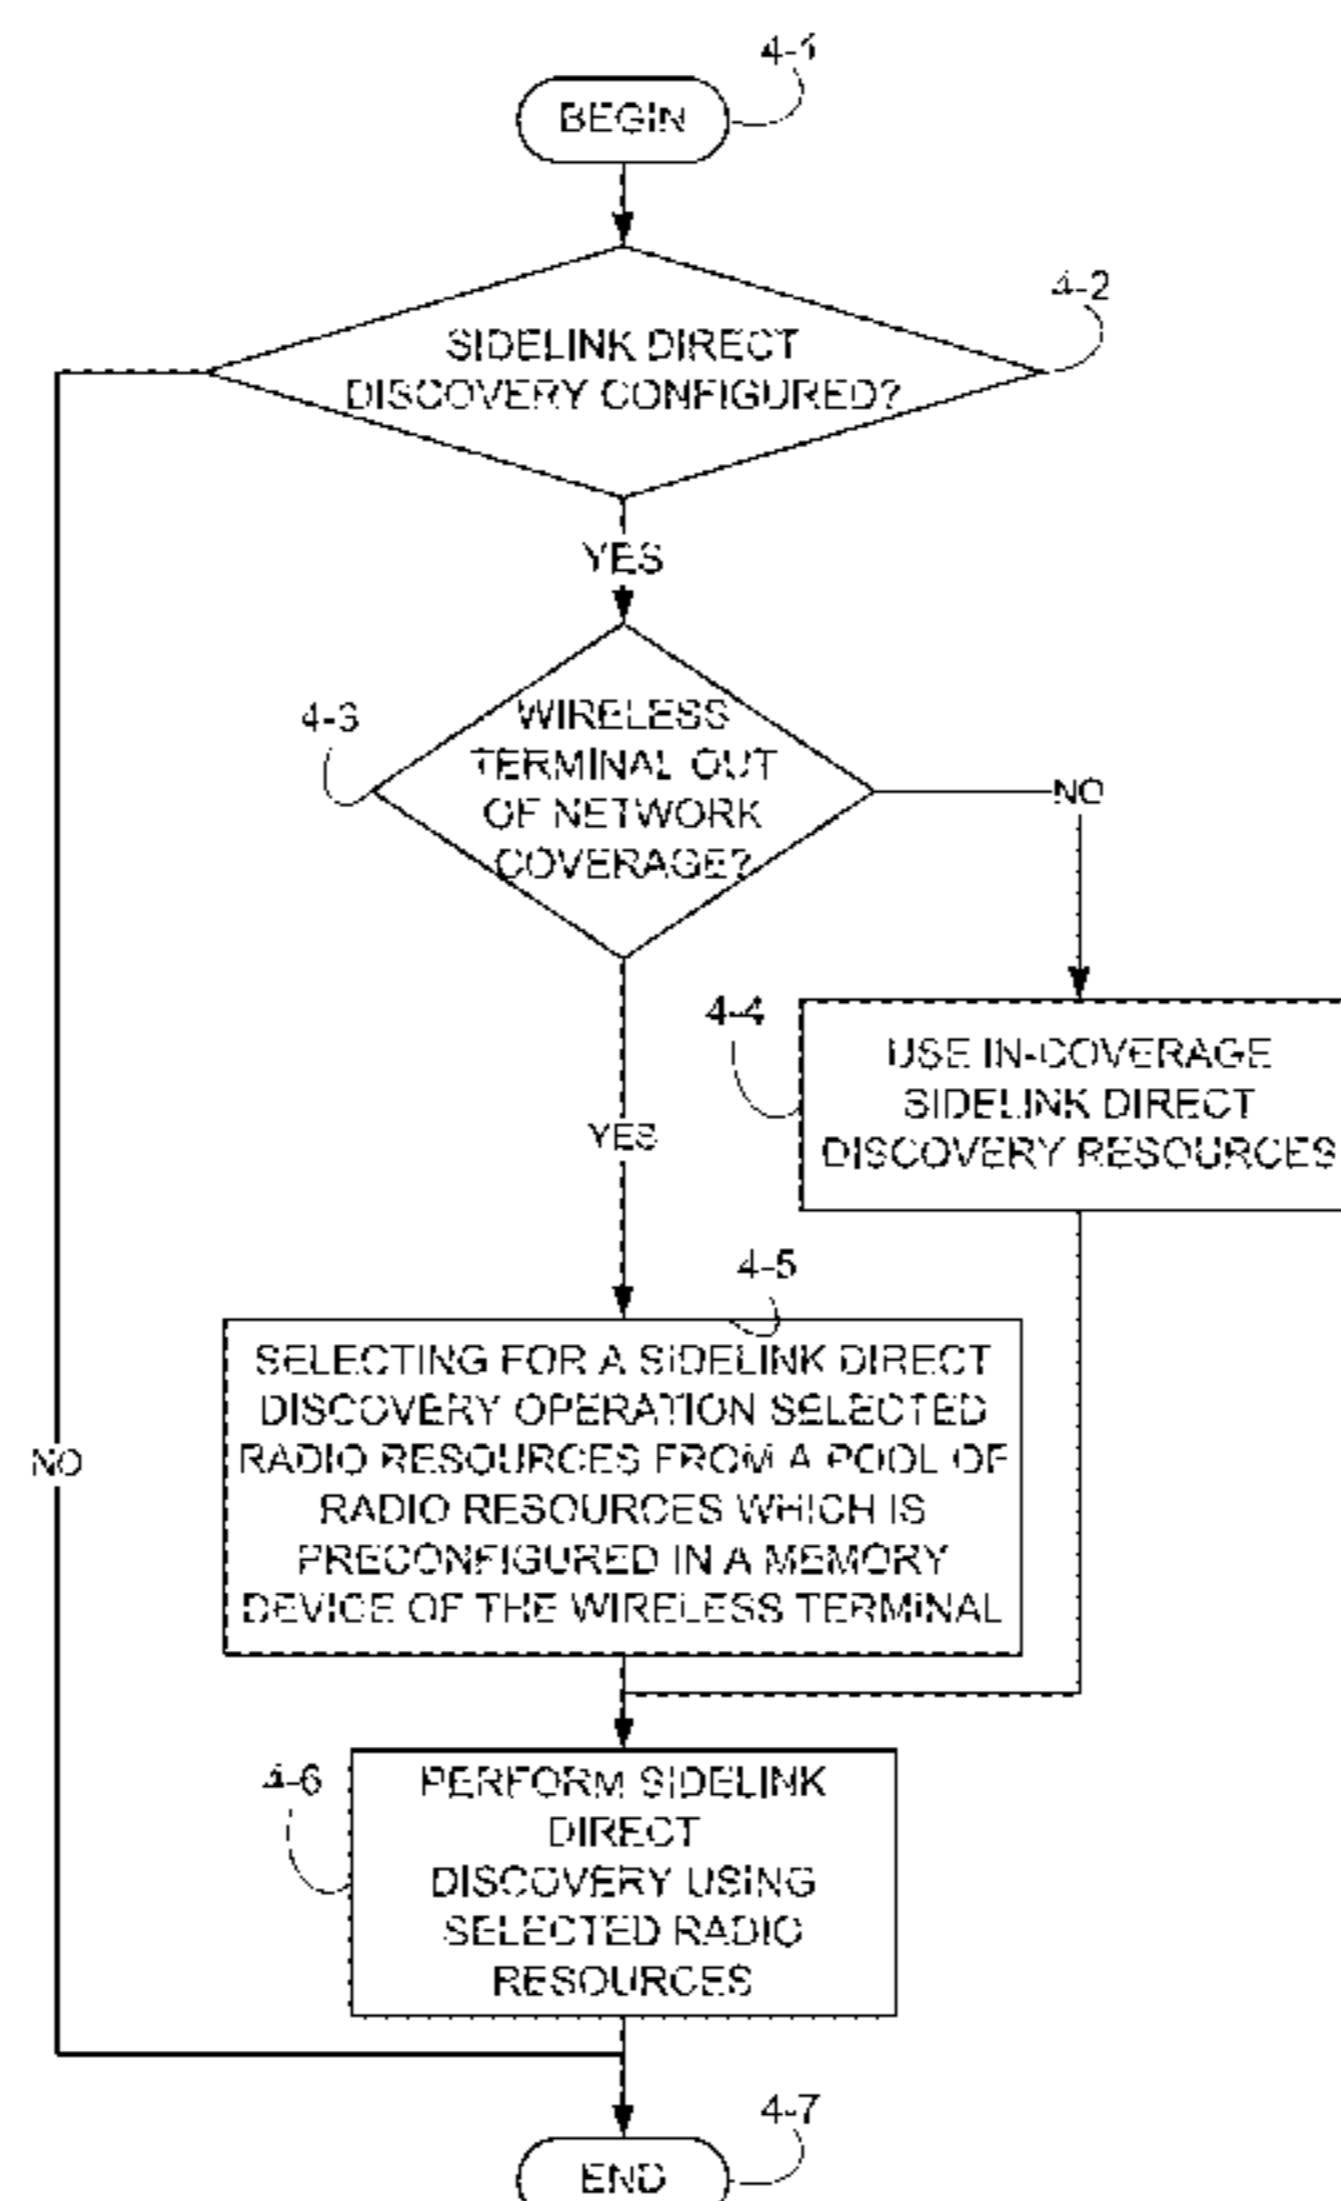 4-1
BEGIN
4-2
SIDELINK DIRECT
DISCOVERY CONFIGURED?
YES
4-3
WIRELESS
TERMINAL OUT
OF NETWORK
COVERAGE?
NO
4-4
USE IN-COVERAGE
SIDELINK DIRECT
DISCOVERY RESOURCES
YES
4-5
SELECTING FOR A SIDELINK DIRECT
DISCOVERY OPERATION SELECTED
RADIO RESOURCES FROM A POOL OF
RADIO RESOURCES WHICH IS
PRECONFIGURED IN A MEMORY
DEVICE OF THE WIRELESS TERMINAL
NO
4-6
PERFORM SIDELINK
DIRECT
DISCOVERY USING
SELECTED RADIO
RESOURCES
4-7
END